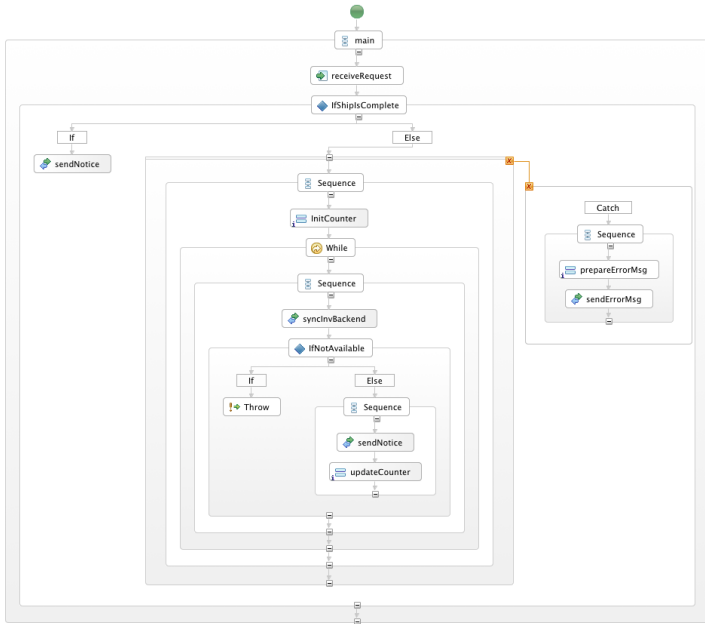 main
receiveRequest
IfShipIsComplete
If
Else
sendNotice
x
x
Sequence
Catch
InitCounter
Sequence
While
prepareErrorMsg
Sequence
sendErrorMsg
syncInvBackend
IfNotAvailable
If
Else
Throw
Sequence
sendNotice
updateCounter